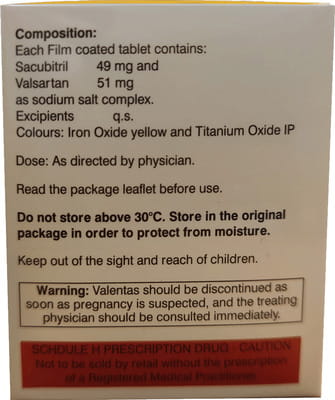 Composition:
Each Film coated tablet contains:
Sacubitril 49 mg and
Valsartan 51 mg
as sodium salt complex.
Excipients q.s.
Colours: Iron Oxide yellow and Titanium Oxide IP
Dose: As directed by physician.
Read the package leaflet before use.
Do not store above 30°C. Store in the original
package in order to protect from moisture.
Keep out of the sight and reach of children.
Warning: Valentas should be discontinued as
soon as pregnancy is suspected, and the treating
physician should be consulted immediately.
SCHDULE H PRESCRIPTION DRUG - CAUTION
Not to be sold by retail without the prescription
of a Registered Medical Practitioner.